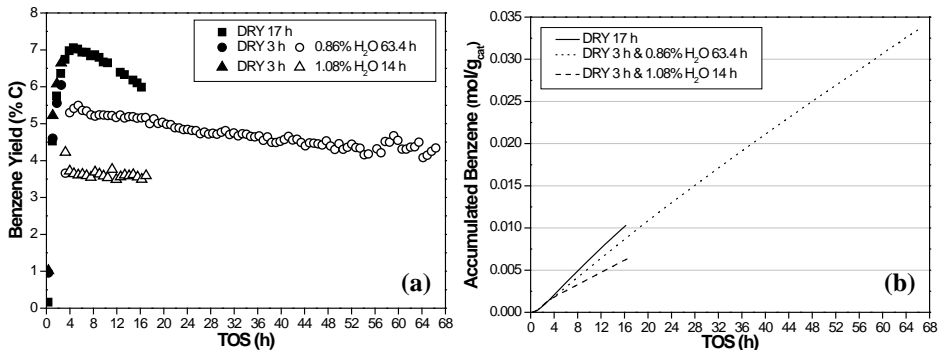 8
7
6
5
4
3
2
1
0
Benzene Yield (% C)
DRY 17 h
DRY 3 h 0.86% H2O 63.4 h
DRY 3 h 1.08% H2O 14 h
(a)
0 4 8 12 16 20 24 28 32 36 40 44 48 52 56 60 64 68
TOS (h)
0.035
0.030
0.025
0.020
0.015
0.010
0.005
0.000
Accumulated Benzene (mol/gcat)
DRY 17 h
DRY 3 h & 0.86% H2O 63.4 h
DRY 3 h & 1.08% H2O 14 h
(b)
0 4 8 12 16 20 24 28 32 36 40 44 48 52 56 60 64 68
TOS (h)